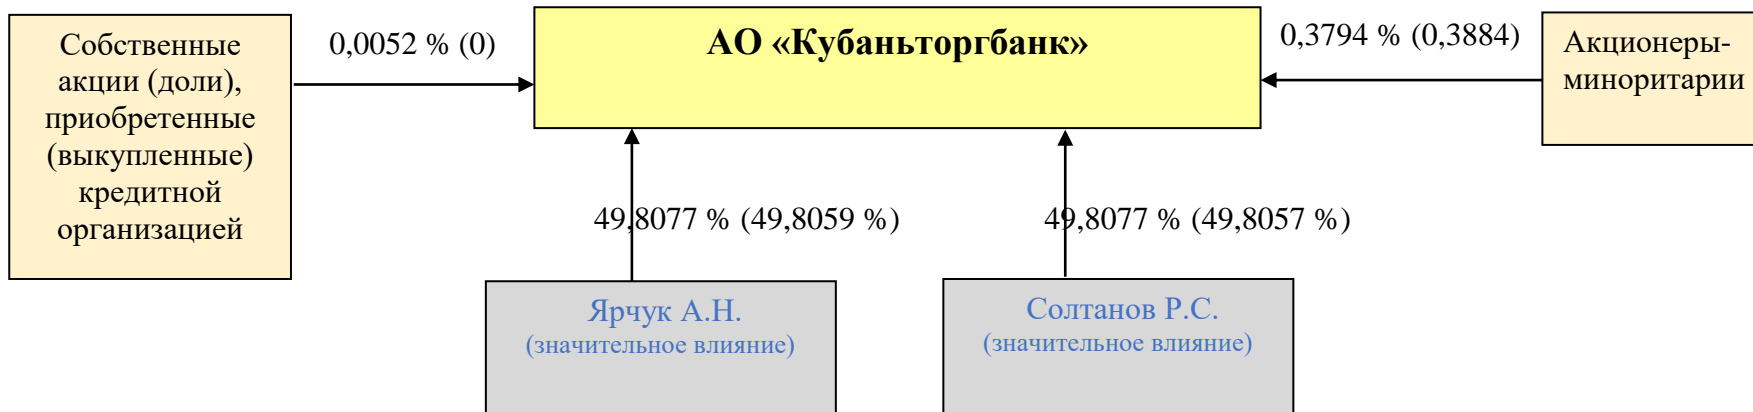 Собственные
акции (доли),
приобретенные
(выкупленные)
кредитной
организацией
0,0052 % (0)
АО «Кубаньторгбанк»
0,3794 % (0,3884)
Акционеры-
миноритарии
49,8077 % (49,8059 %)
49,8077 % (49,8057 %)
Ярчук А.Н.
(значительное влияние)
Солтанов Р.С.
(значительное влияние)